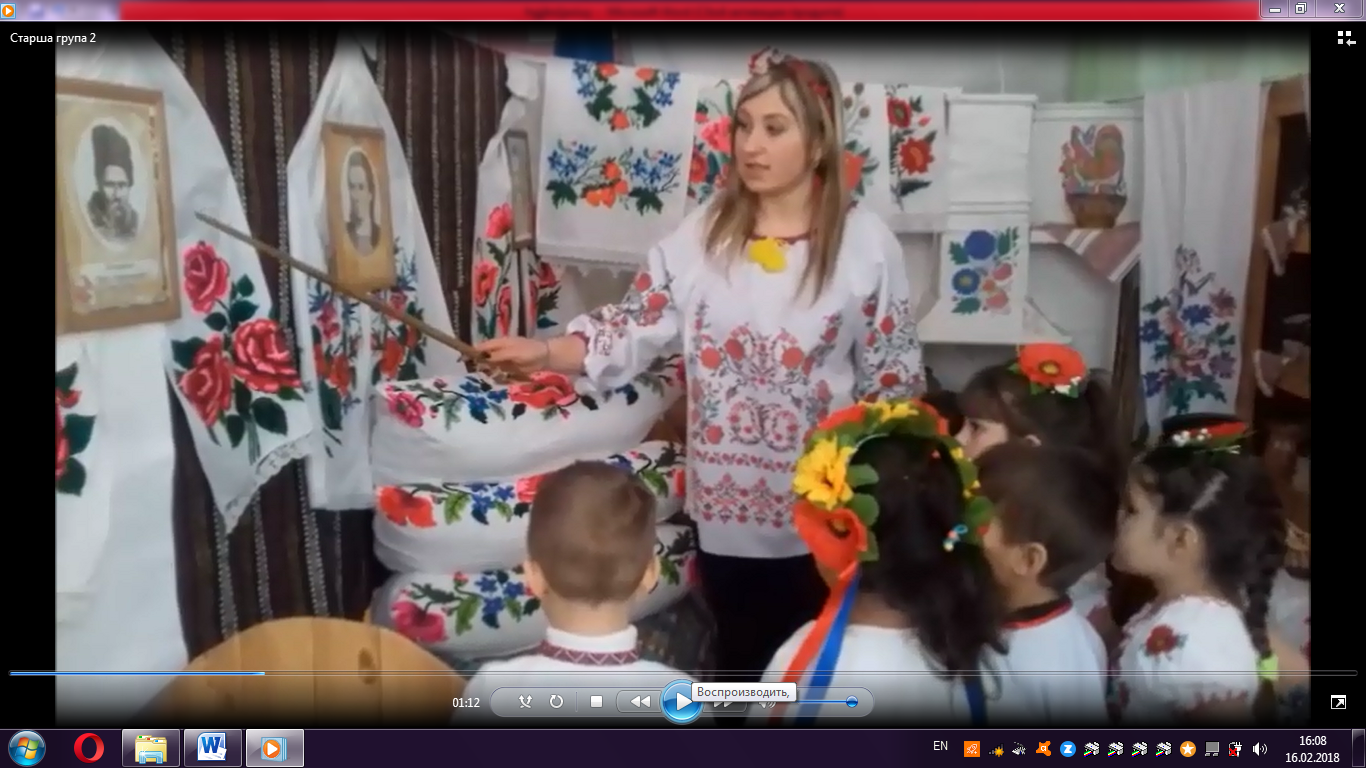 Старша група 2
01:12
Воспроизводить,
EN
16:08
16.02.2018